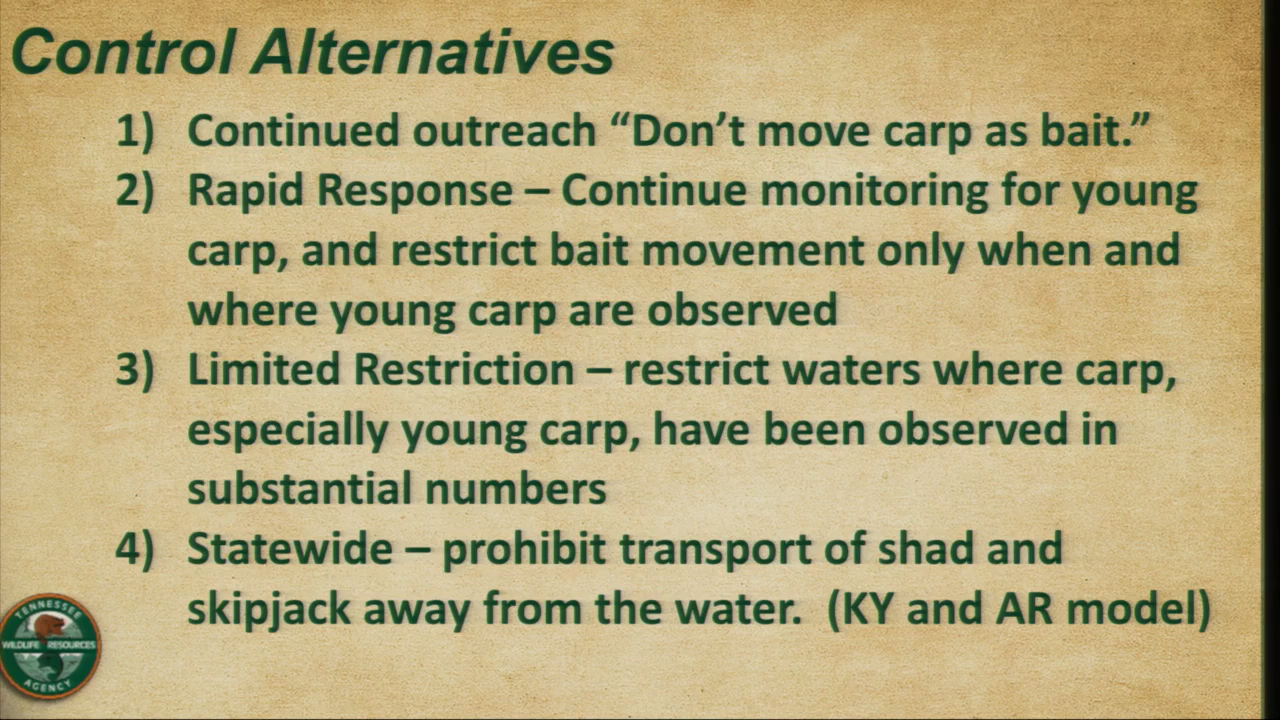 Control Alternatives
1) Continued outreach “Don’t move carp as bait.”
2) Rapid Response – Continue monitoring for young
carp, and restrict bait movement only when and
where young carp are observed
3) Limited Restriction – restrict waters where carp,
especially young carp, have been observed in
substantial numbers
4) Statewide – prohibit transport of shad and
skipjack away from the water. (KY and AR model)
TENNESSEE
WILDLIFE RESOURCES
AGENCY